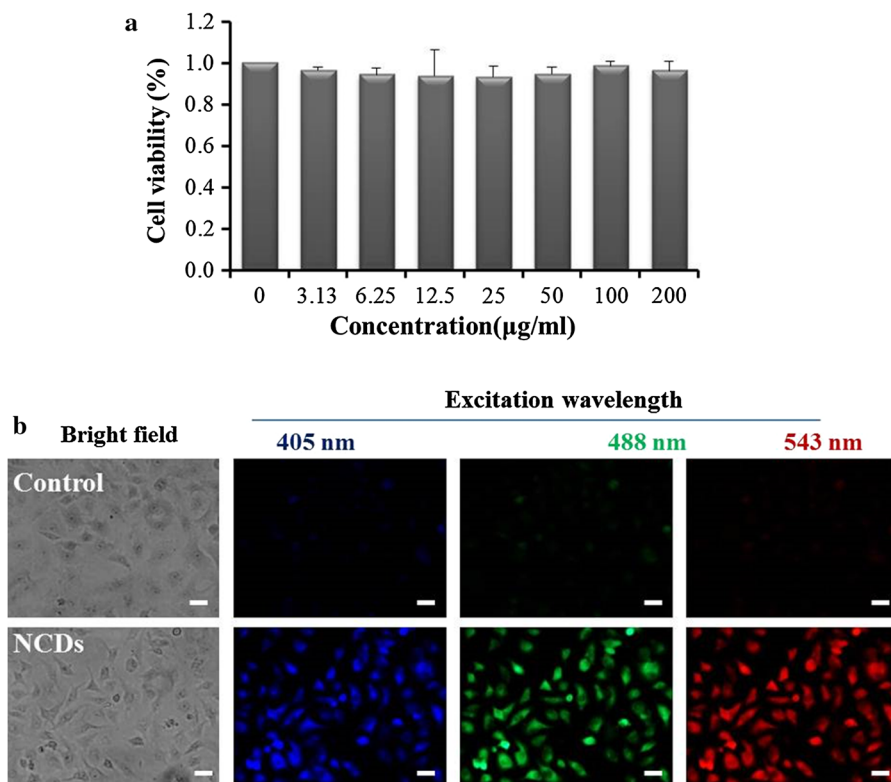 a
Cell viability (%)
1.2
1.0
0.8
0.6
0.4
0.2
0.0
0 3.13 6.25 12.5 25 50 100 200
Concentration(μg/ml)
b
Excitation wavelength
Bright field
405 nm 488 nm 543 nm
Control
NCDs